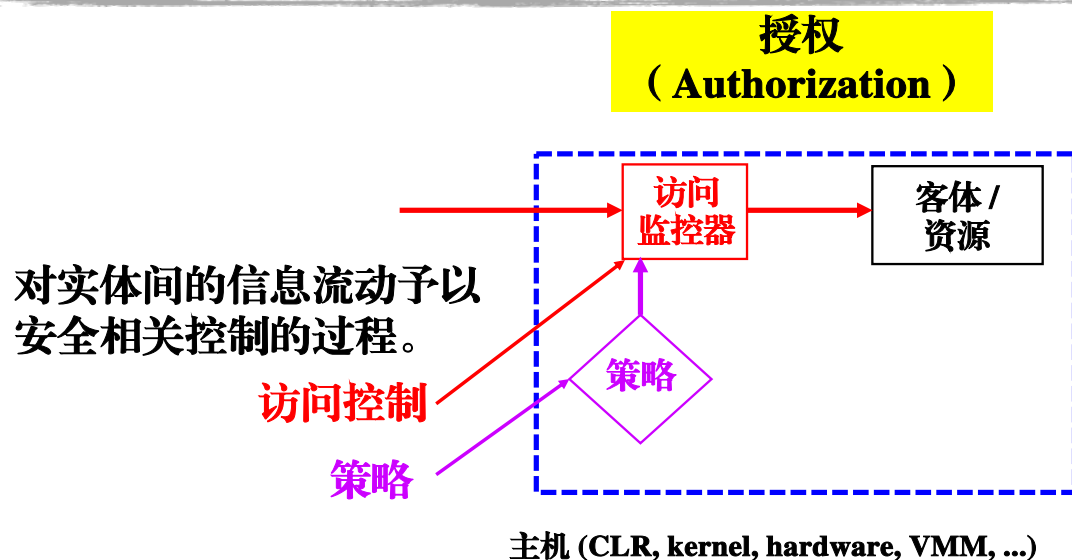 授权
（Authorization）
访问
监控器
客体 /
资源
对实体间的信息流动予以
安全相关控制的过程。
策略
访问控制
策略
主机 (CLR, kernel, hardware, VMM, ...)